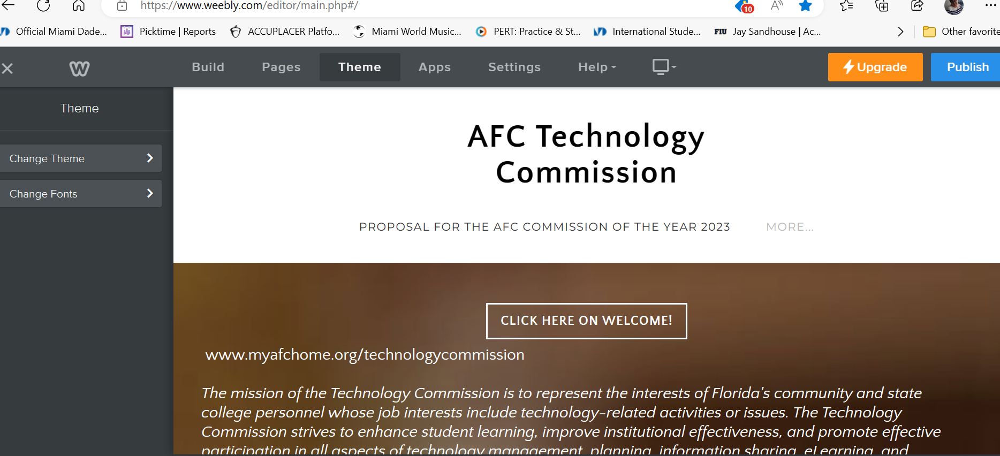 https://www.weebly.com/editor/main.php#/
10
Official Miami Dade...
Picktime | Reports
ACCUPLACER Platfo...
Miami World Music...
PERT: Practice & St...
International Stude...
FIU
Jay Sandhouse | Ac...
Other favorite
Build
Pages
Theme
Apps
Settings
Help
Upgrade
Publish
Theme
Change Theme
Change Fonts
AFC Technology
Commission
PROPOSAL FOR THE AFC COMMISSION OF THE YEAR 2023
MORE...
CLICK HERE ON WELCOME!
www.myafchome.org/technologycommission
The mission of the Technology Commission is to represent the interests of Florida's community and state
college personnel whose job interests include technology-related activities or issues. The Technology
Commission strives to enhance student learning, improve institutional effectiveness, and promote effective
participation in all aspects of technology management, planning, information sharing, eLearning, and